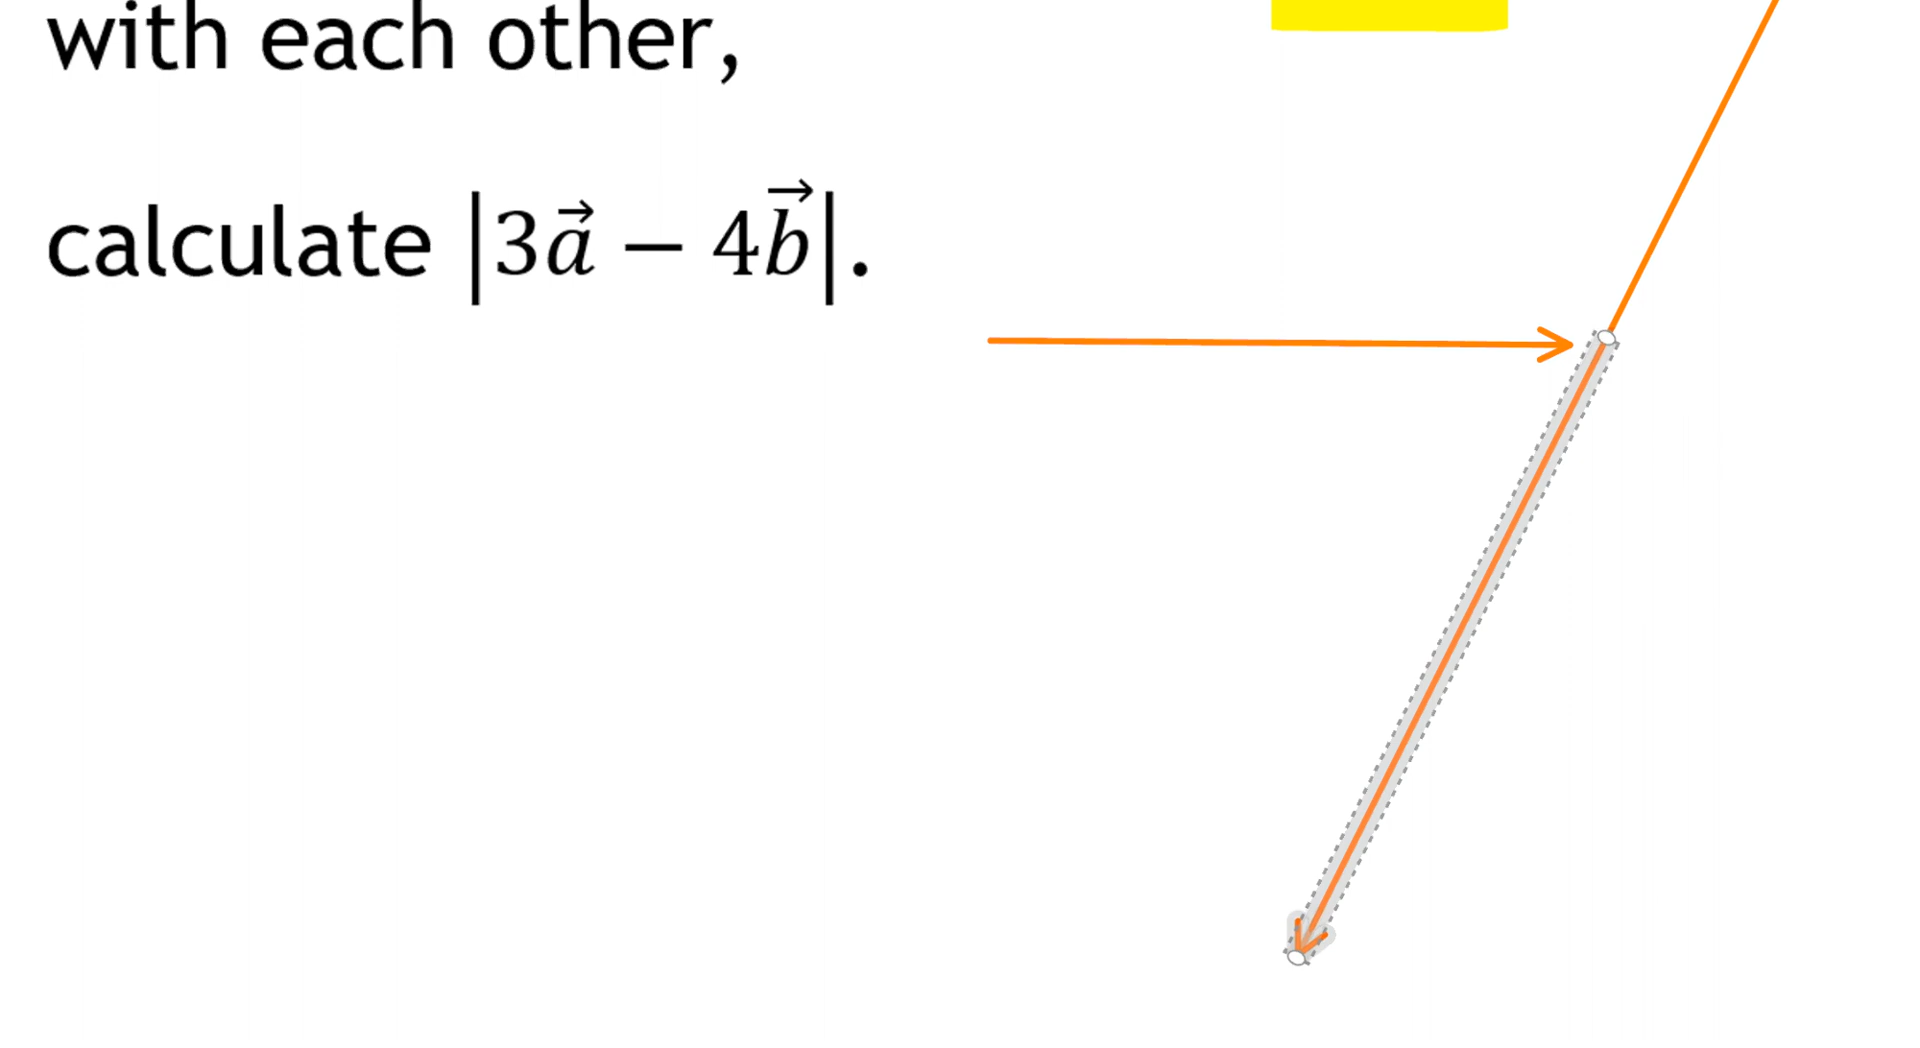 with each other,
calculate |3a⃗ − 4b⃗|.